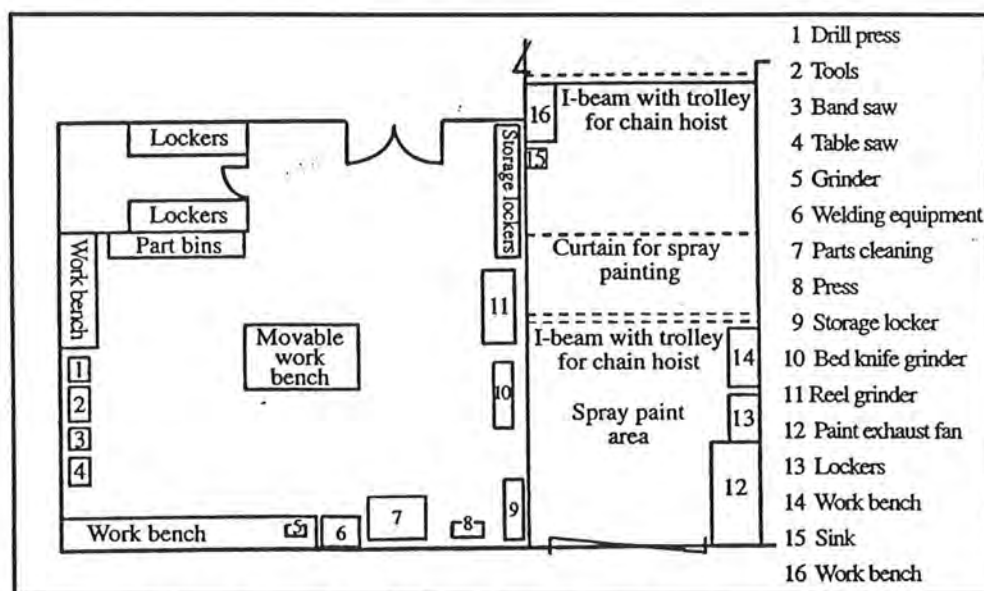 Lockers
Lockers
Part bins
Work bench
1
2
3
4
Work bench
5
6
7
8
9
10
11
Movable
work
bench
Storage lockers
16
I-beam with trolley
for chain hoist
15
Curtain for spray
painting
I-beam with trolley
for chain hoist
14
Spray paint
area
13
12
1 Drill press
2 Tools
3 Band saw
4 Table saw
5 Grinder
6 Welding equipment
7 Parts cleaning
8 Press
9 Storage locker
10 Bed knife grinder
11 Reel grinder
12 Paint exhaust fan
13 Lockers
14 Work bench
15 Sink
16 Work bench